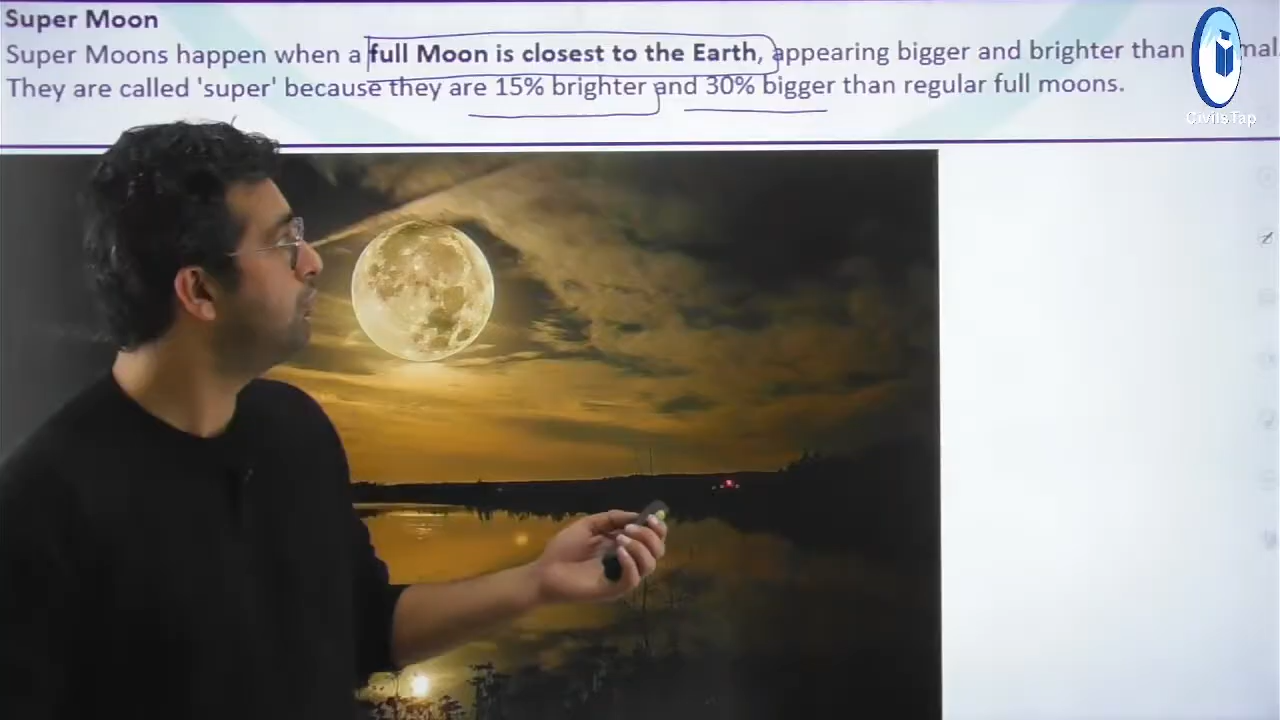 Super Moon
Super Moons happen when a full Moon is closest to the Earth, appearing bigger and brighter than
They are called 'super' because they are 15% brighter and 30% bigger than regular full moons.
CivilsTap